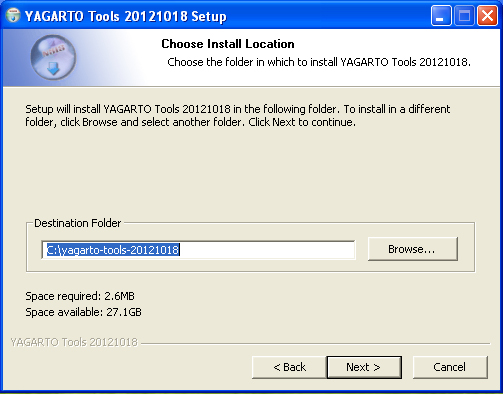 YAGARTO Tools 20121018 Setup
Choose Install Location
Choose the folder in which to install YAGARTO Tools 20121018.
Setup will install YAGARTO Tools 20121018 in the following folder. To install in a different
folder, click Browse and select another folder. Click Next to continue.
Destination Folder
C:\yagarto-tools-20121018
Browse...
Space required: 2.6MB
Space available: 27.1GB
YAGARTO Tools 20121018
< Back
Next >
Cancel